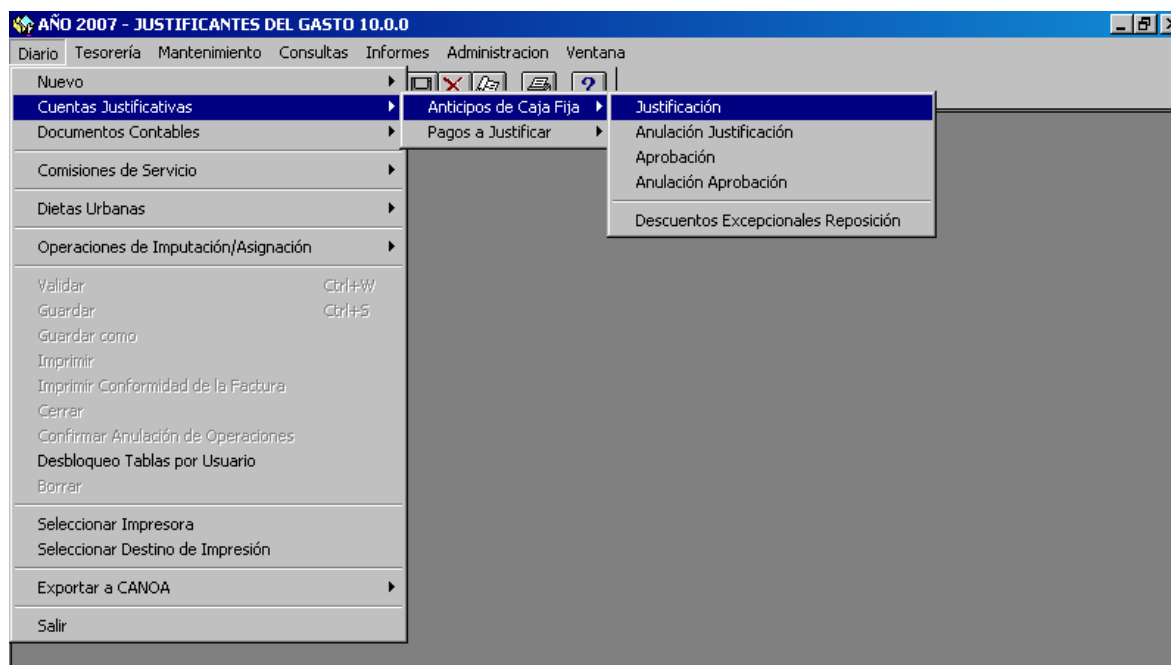 AÑO 2007 - JUSTIFICANTES DEL GASTO 10.0.0
Diario Tesorería Mantenimiento Consultas Informes Administracion Ventana
Nuevo
Cuentas Justificativas
Documentos Contables
Comisiones de Servicio
Dietas Urbanas
Operaciones de Imputación/Asignación
Validar Ctrl+W
Guardar Ctrl+S
Guardar como
Imprimir
Imprimir Conformidad de la Factura
Cerrar
Confirmar Anulación de Operaciones
Desbloqueo Tablas por Usuario
Borrar
Seleccionar Impresora
Seleccionar Destino de Impresión
Exportar a CANOA
Salir
Anticipos de Caja Fija
Pagos a Justificar
Justificación
Anulación Justificación
Aprobación
Anulación Aprobación
Descuentos Excepcionales Reposición